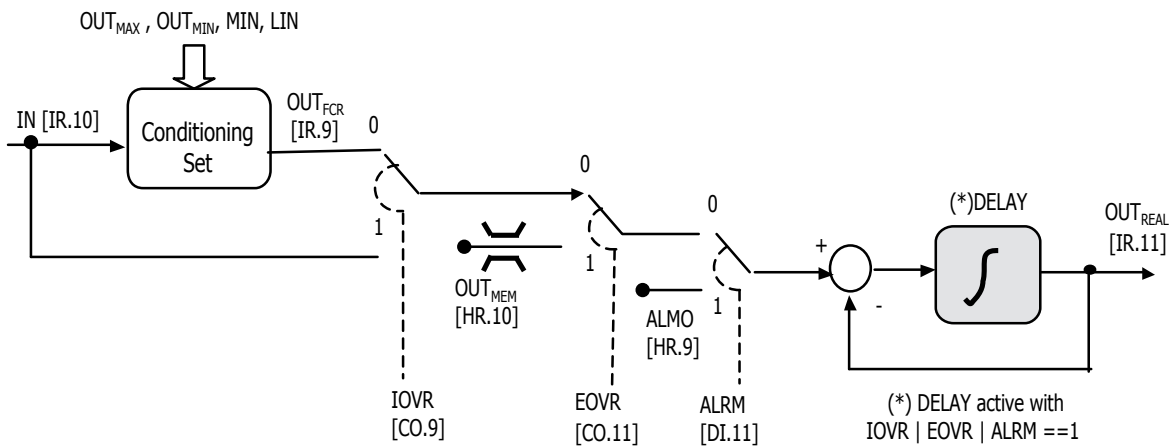 OUTMAX , OUTMIN, MIN, LIN
IN [IR.10]
Conditioning
Set
OUTFCR
[IR.9]
0
1
OUTMEM
[HR.10]
0
1
ALMO
[HR.9]
0
1
+
-
(*)DELAY
∫
OUTREAL
[IR.11]
IOVR
[CO.9]
EOVR
[CO.11]
ALRM
[DI.11]
(*) DELAY active with
IOVR | EOVR | ALRM ==1